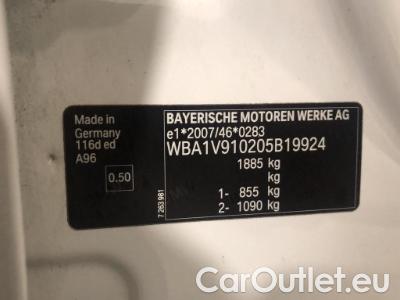 Made in
Germany
116d ed
A96
0.50
7 263 981
BAYERISCHE MOTOREN WERKE AG
e1*2007/46*0283
WBA1V910205B19924
1885 kg
kg
1- 855 kg
2- 1090 kg
CarOutlet.eu